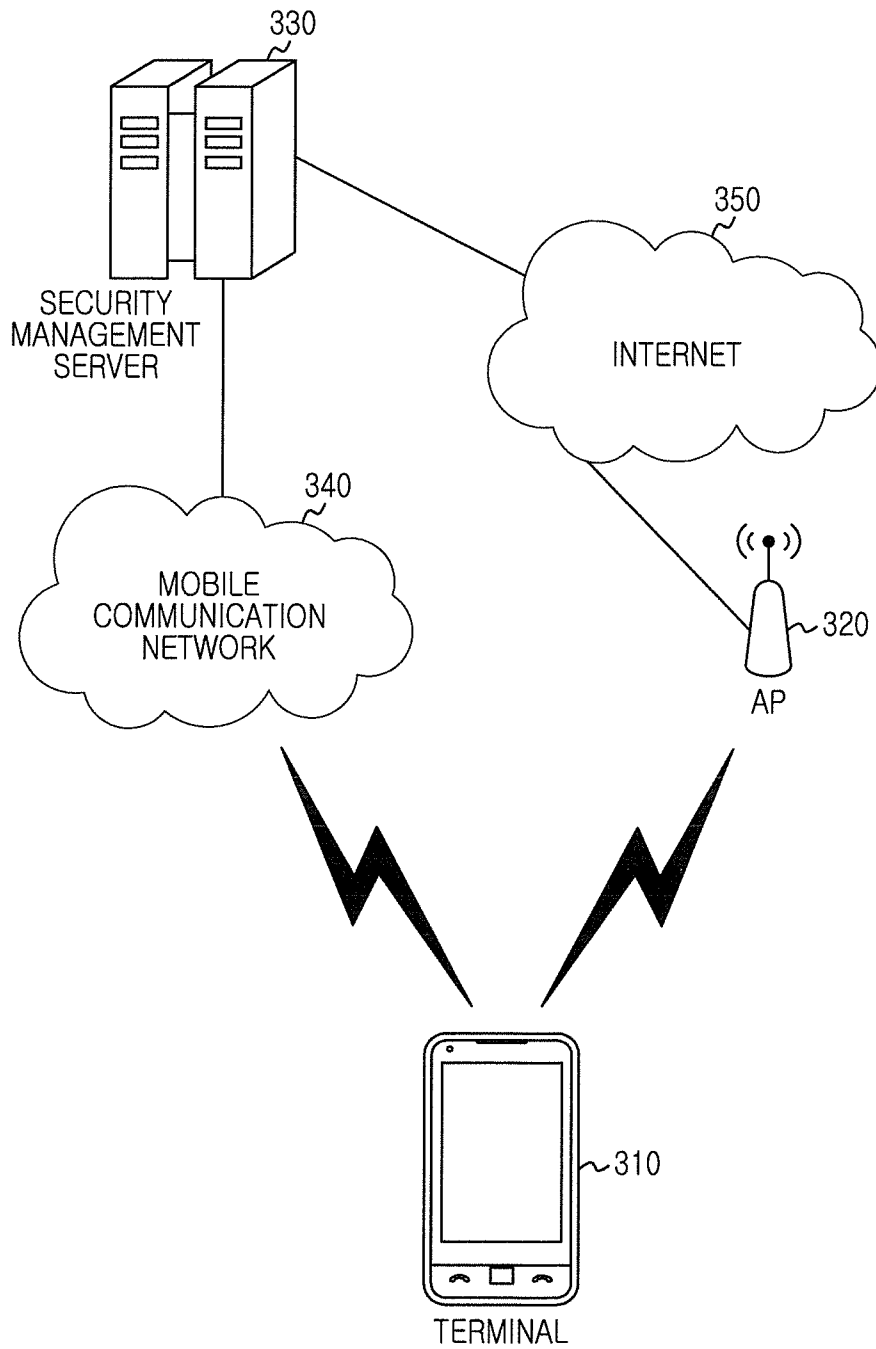 330
SECURITY
MANAGEMENT
SERVER
350
INTERNET
340
MOBILE
COMMUNICATION
NETWORK
320
AP
310
TERMINAL